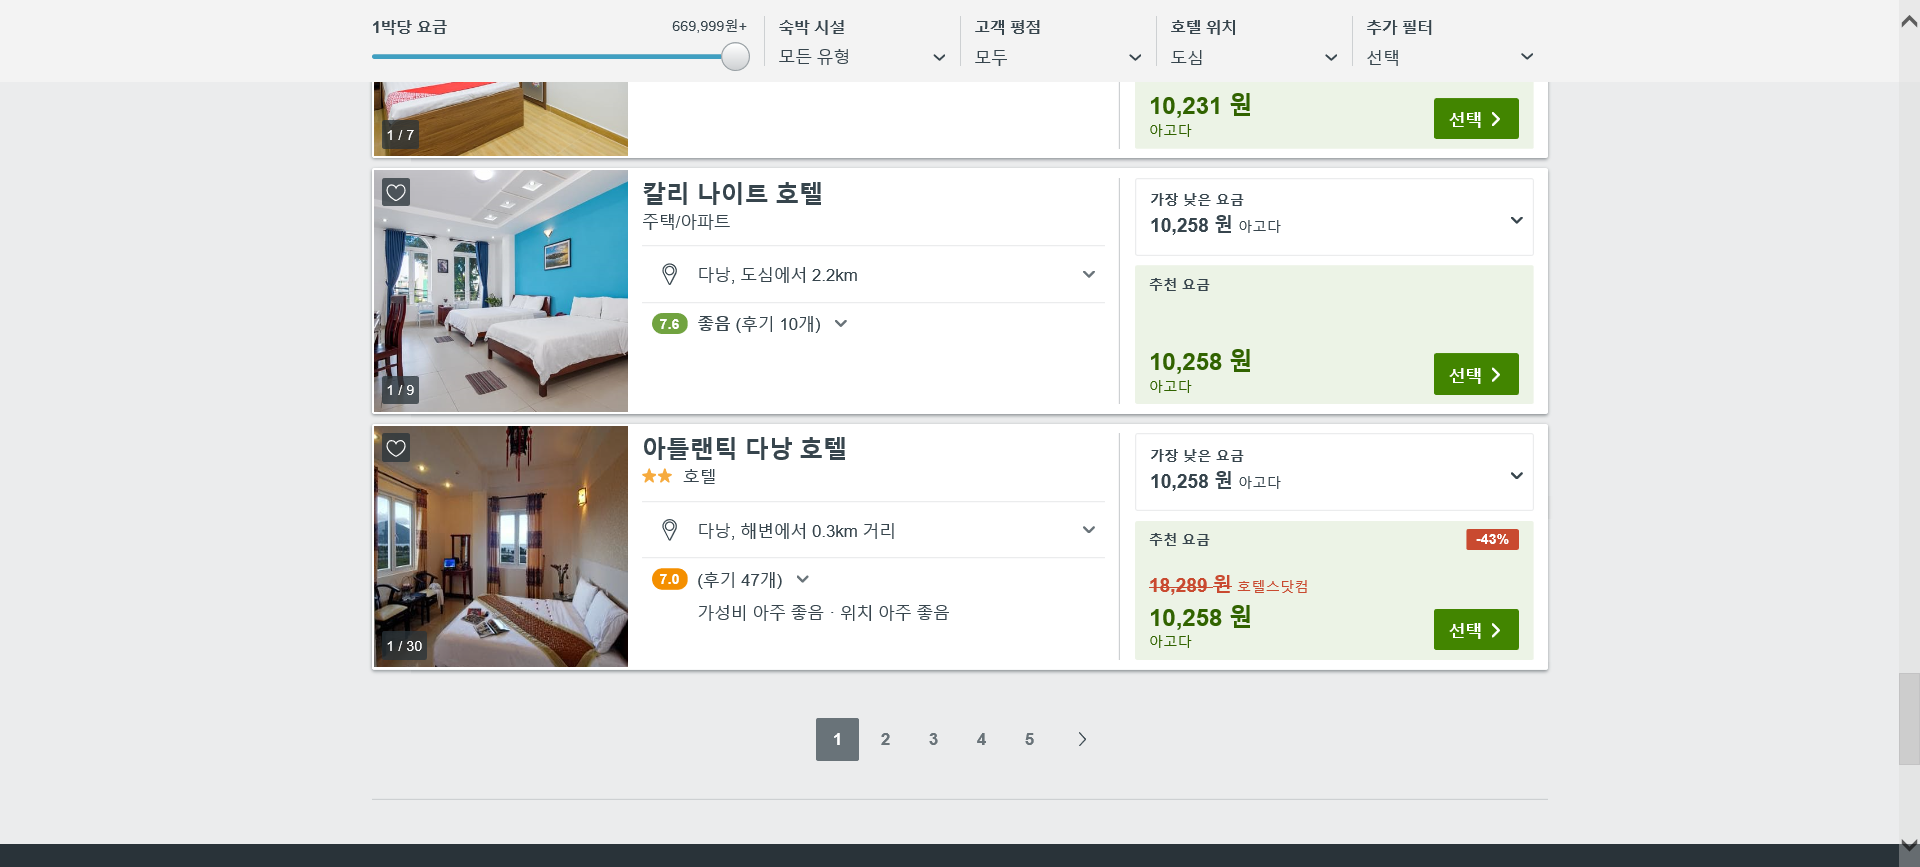 1박당 요금
669,999원+
숙박 시설
모든 유형
고객 평점
모두
호텔 위치
도심
추가 필터
선택
1 / 7
10,231 원
아고다
선택
칼리 나이트 호텔
주택/아파트
다낭, 도심에서 2.2km
7.6 좋음 (후기 10개)
1 / 9
가장 낮은 요금
10,258 원 아고다
추천 요금
10,258 원
아고다
선택
아틀랜틱 다낭 호텔
호텔
다낭, 해변에서 0.3km 거리
7.0 (후기 47개)
가성비 아주 좋음 · 위치 아주 좋음
1 / 30
가장 낮은 요금
10,258 원 아고다
추천 요금
-43%
18,289 원 호텔스닷컴
10,258 원
아고다
선택
1 2 3 4 5